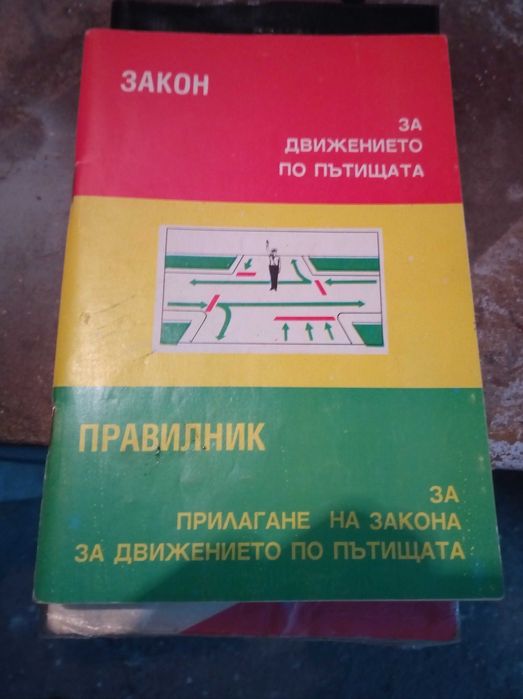 ЗАКОН
ЗА
ДВИЖЕНИЕТО
ПО ПЪТИЩАТА
ПРАВИЛНИК
ЗА
ПРИЛАГАНЕ НА ЗАКОНА
ЗА ДВИЖЕНИЕТО ПО ПЪТИЩАТА